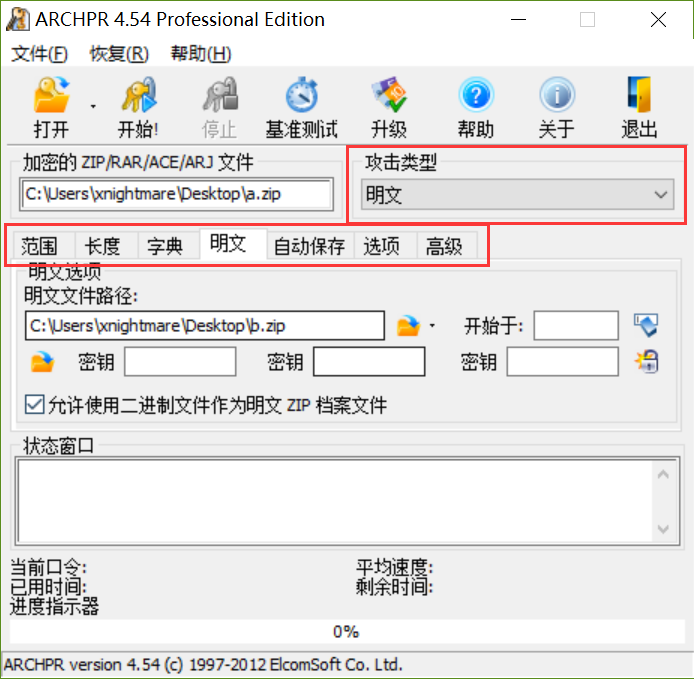 ARCHPR 4.54 Professional Edition
文件(F) 恢复(R) 帮助(H)
打开 开始! 停止 基准测试 升级 帮助 关于 退出
加密的 ZIP/RAR/ACE/ARJ 文件 攻击类型
C:\Users\xnightmare\Desktop\a.zip 明文
范围 长度 字典 明文 自动保存 选项 高级
明文选项
明文文件路径:
C:\Users\xnightmare\Desktop\b.zip 开始于:
密钥 密钥 密钥
允许使用二进制文件作为明文 ZIP 档案文件
状态窗口
当前口令: 平均速度:
已用时间: 剩余时间:
进度指示器
0%
ARCHPR version 4.54 (c) 1997-2012 ElcomSoft Co. Ltd.